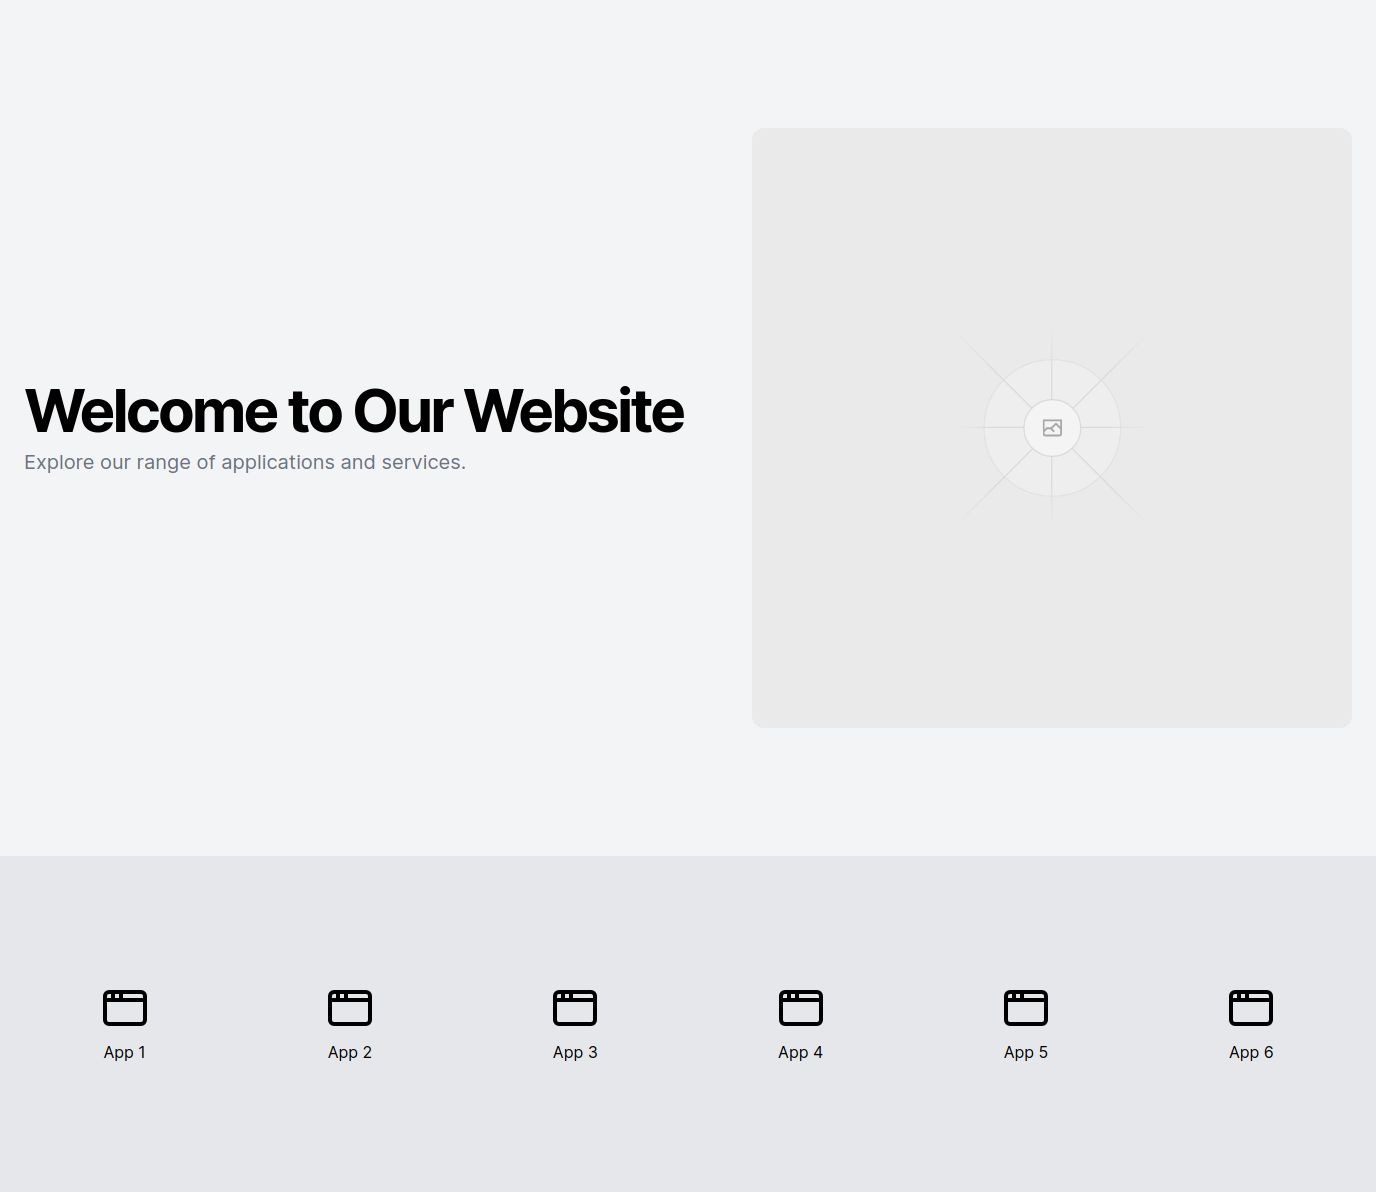 Welcome to Our Website
Explore our range of applications and services.
App 1
App 2
App 3
App 4
App 5
App 6